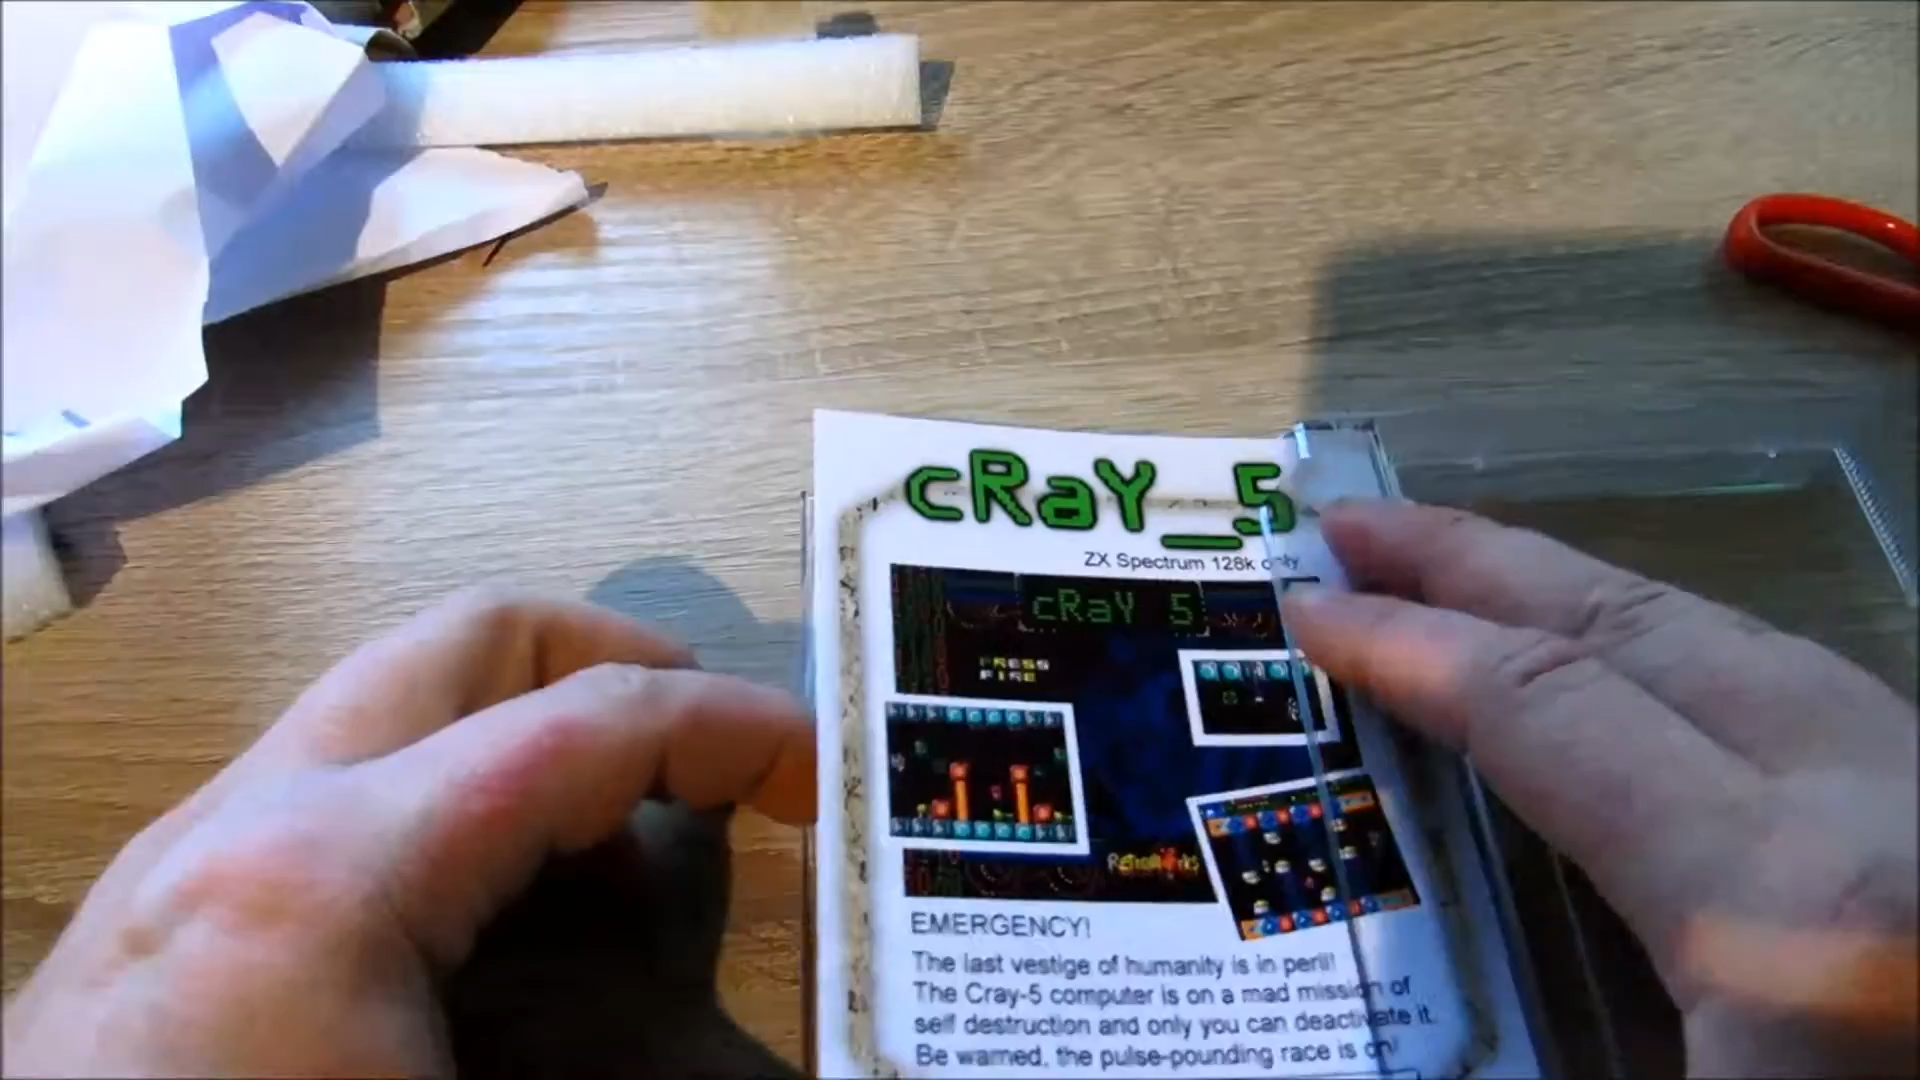 cRaY_5
ZX Spectrum 128k only
cRaY 5
PRESS
FIRE
RetroWorks
EMERGENCY!
The last vestige of humanity is in peril!
The Cray-5 computer is on a mad mission of
self destruction and only you can deactivate it.
Be warned, the pulse-pounding race is on!